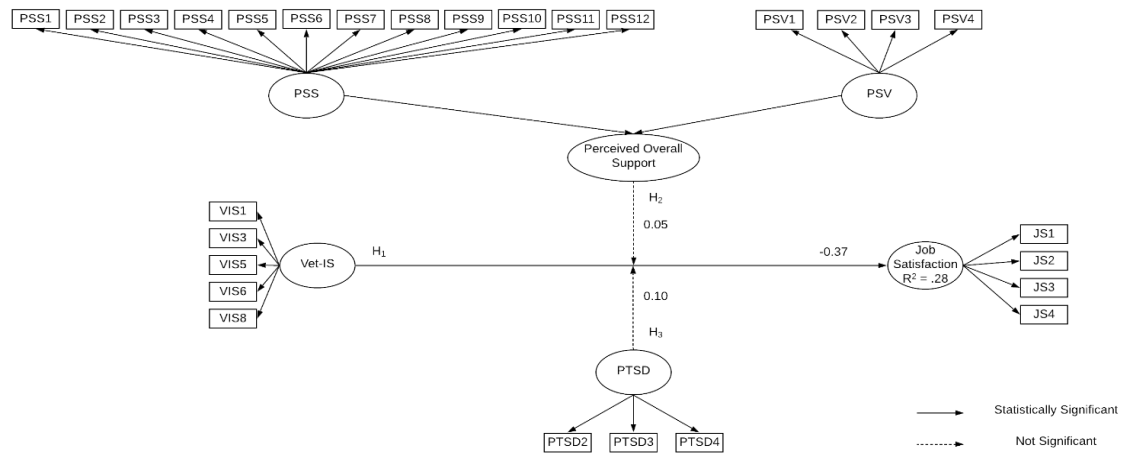 PSS1 PSS2 PSS3 PSS4 PSS5 PSS6 PSS7 PSS8 PSS9 PSS10 PSS11 PSS12 PSV1 PSV2 PSV3 PSV4
PSS
PSV
Perceived Overall
Support
H₂
0.05
VIS1
VIS3
VIS5
VIS6
VIS8
Vet-IS
H₁
-0.37
Job
Satisfaction
R² = .28
JS1
JS2
JS3
JS4
0.10
H₃
PTSD
PTSD2 PTSD3 PTSD4
Statistically Significant
Not Significant